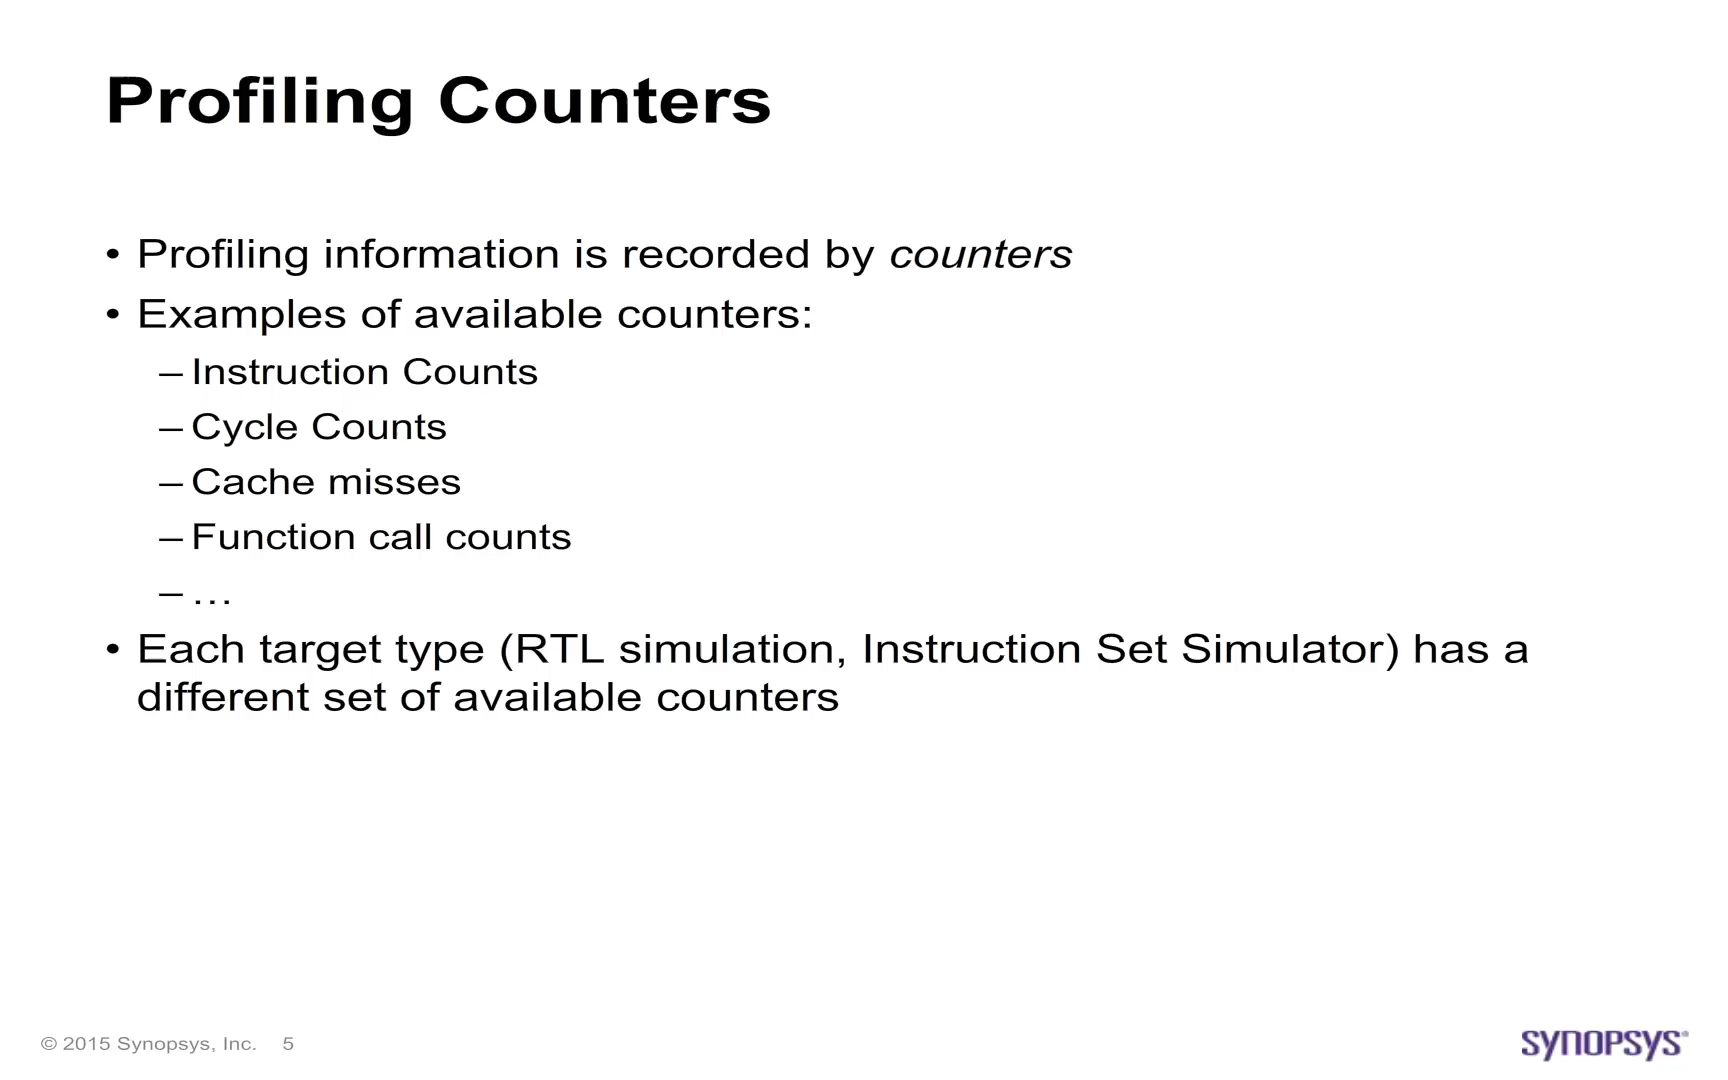 Profiling Counters
• Profiling information is recorded by counters
• Examples of available counters:
– Instruction Counts
– Cycle Counts
– Cache misses
– Function call counts
– …
• Each target type (RTL simulation, Instruction Set Simulator) has a
different set of available counters
© 2015 Synopsys, Inc. 5
SYNOPSYS®